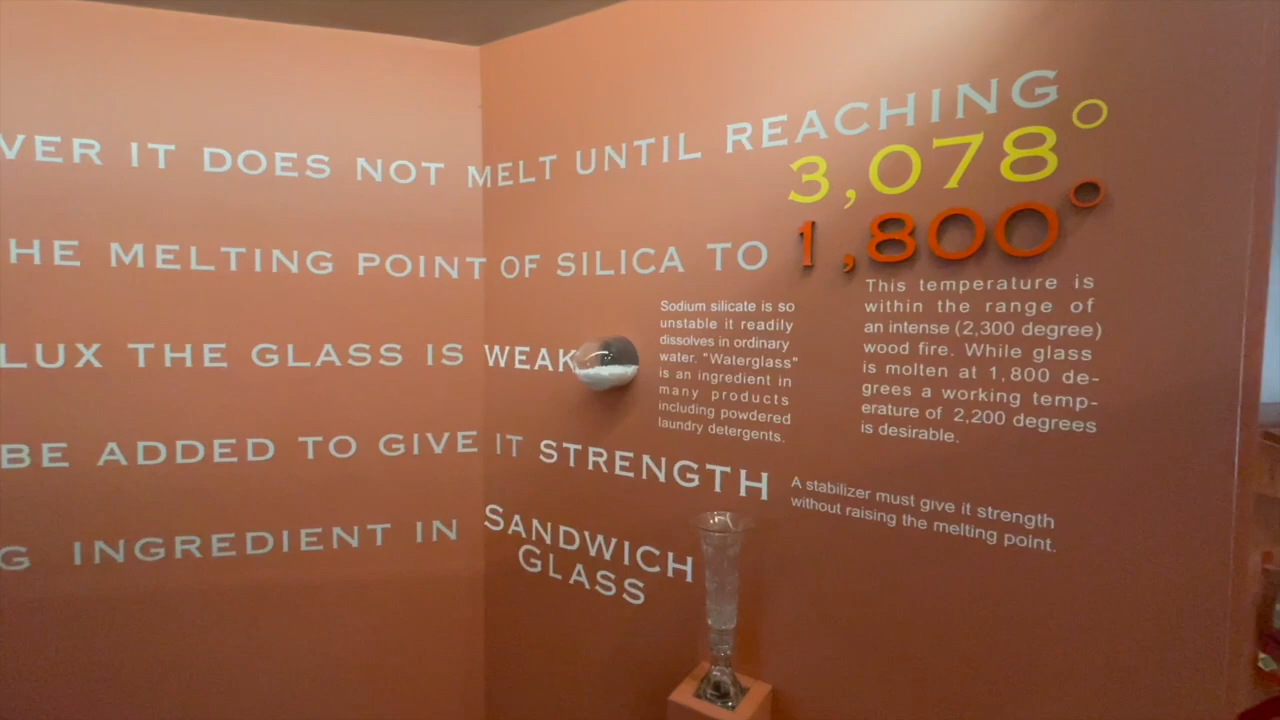 VER IT DOES NOT MELT UNTIL REACHING
3,078°
HE MELTING POINT OF SILICA TO 1,800°
LUX THE GLASS IS WEAK
Sodium silicate is so
unstable it readily
dissolves in ordinary
water. "Waterglass"
is an ingredient in
many products
including powdered
laundry detergents.
This temperature is
within the range of
an intense (2,300 degree)
wood fire. While glass
is molten at 1,800 de-
grees a working temp-
erature of 2,200 degrees
is desirable.
BE ADDED TO GIVE IT STRENGTH
A stabilizer must give it strength
without raising the melting point.
G INGREDIENT IN SANDWICH
GLASS